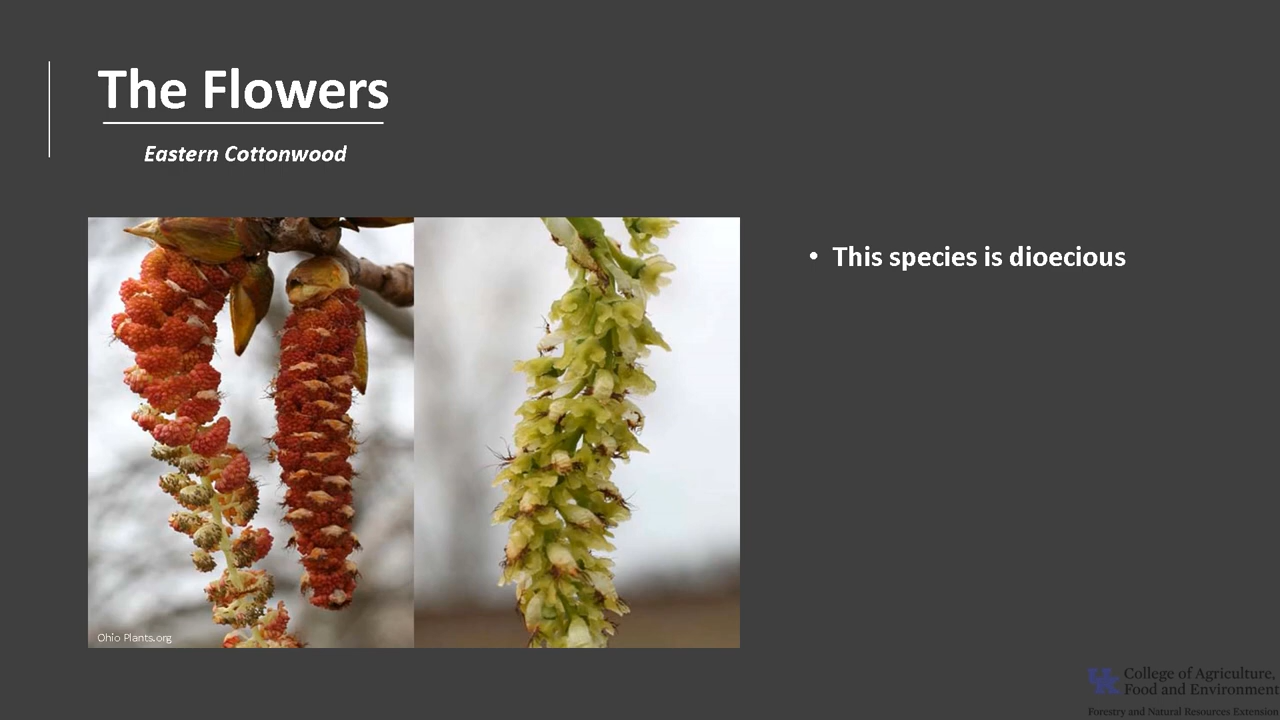 The Flowers
Eastern Cottonwood
• This species is dioecious
Ohio Plants.org
UK College of Agriculture,
Food and Environment
Forestry and Natural Resources Extension